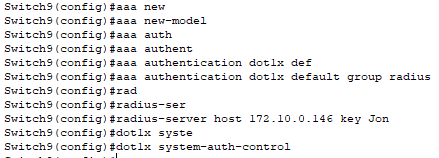 Switch9(config)#aaa new
Switch9(config)#aaa new-model
Switch9(config)#aaa auth
Switch9(config)#aaa authent
Switch9(config)#aaa authentication dot1x def
Switch9(config)#aaa authentication dot1x default group radius
Switch9(config)#rad
Switch9(config)#radius-ser
Switch9(config)#radius-server host 172.10.0.146 key Jon
Switch9(config)#dot1x syste
Switch9(config)#dot1x system-auth-control